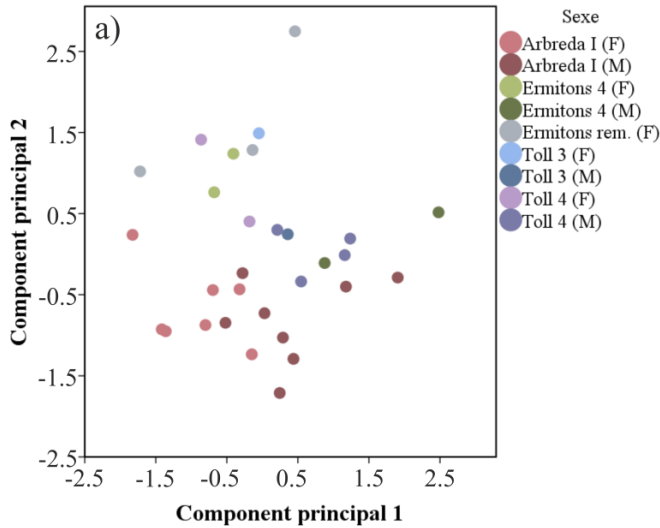 a)
Component principal 2
2.5
1.5
0.5
-0.5
-1.5
-2.5
-2.5 -1.5 -0.5 0.5 1.5 2.5
Component principal 1
Sexe
Arbreda I (F)
Arbreda I (M)
Ermitons 4 (F)
Ermitons 4 (M)
Ermitons rem. (F)
Toll 3 (F)
Toll 3 (M)
Toll 4 (F)
Toll 4 (M)